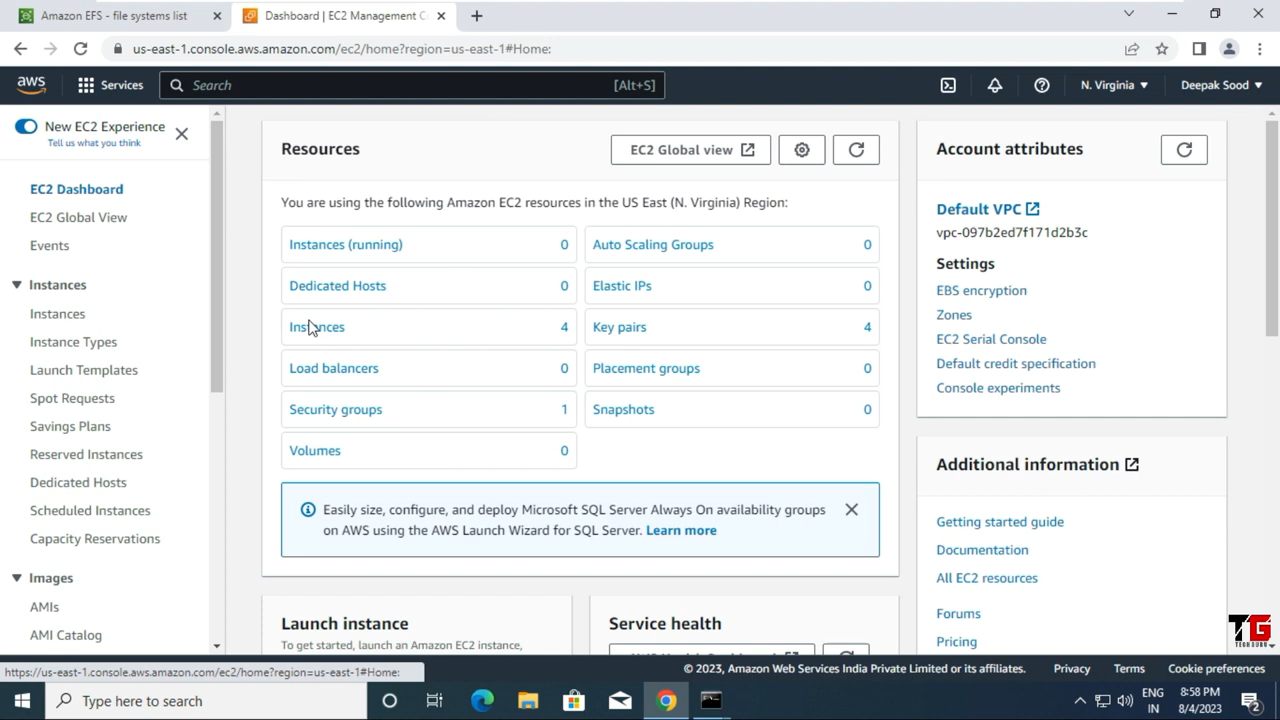 Amazon EFS - file systems list
Dashboard | EC2 Management C
us-east-1.console.aws.amazon.com/ec2/home?region=us-east-1#Home:
aws
Services
Search
[Alt+S]
N. Virginia
Deepak Sood
New EC2 Experience
Tell us what you think
EC2 Dashboard
EC2 Global View
Events
Instances
Instances
Instance Types
Launch Templates
Spot Requests
Savings Plans
Reserved Instances
Dedicated Hosts
Scheduled Instances
Capacity Reservations
Images
AMIs
AMI Catalog
Resources
EC2 Global view
You are using the following Amazon EC2 resources in the US East (N. Virginia) Region:
Instances (running) 0
Auto Scaling Groups 0
Dedicated Hosts 0
Elastic IPs 0
Instances 4
Key pairs 4
Load balancers 0
Placement groups 0
Security groups 1
Snapshots 0
Volumes 0
Easily size, configure, and deploy Microsoft SQL Server Always On availability groups
on AWS using the AWS Launch Wizard for SQL Server. Learn more
Launch instance
To get started, launch an Amazon EC2 instance,
Service health
Account attributes
Default VPC
vpc-097b2ed7f171d2b3c
Settings
EBS encryption
Zones
EC2 Serial Console
Default credit specification
Console experiments
Additional information
Getting started guide
Documentation
All EC2 resources
Forums
Pricing
TG
https://us-east-1.console.aws.amazon.com/ec2/home?region=us-east-1#Home:
© 2023, Amazon Web Services India Private Limited or its affiliates.
Privacy
Terms
Cookie preferences
Type here to search
ENG
IN
8:58 PM
8/4/2023
2